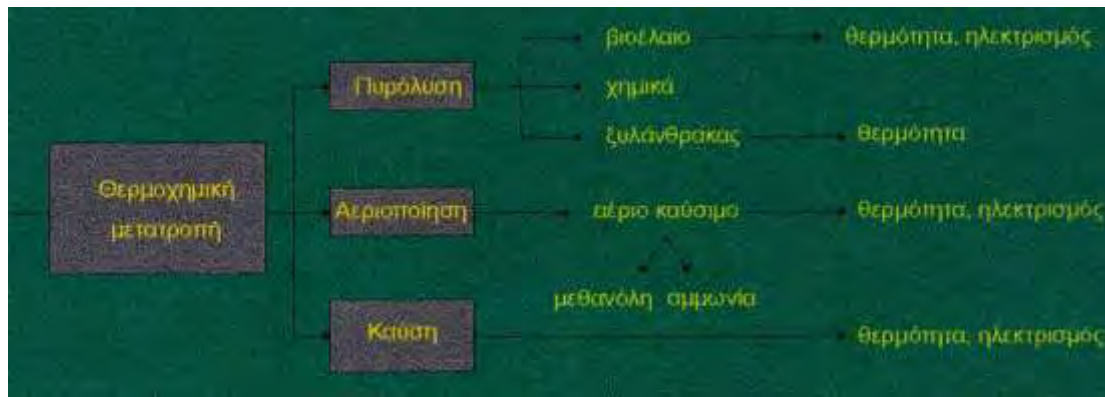 βιοέλαιο θερμότητα, ηλεκτρισμός
Πυρόλυση χημικά
ξυλάνθρακας θερμότητα
Θερμοχημική
μετατροπή
Αεριοποίηση αέριο καύσιμο θερμότητα, ηλεκτρισμός
μεθανόλη αμμωνία
Καύση θερμότητα, ηλεκτρισμός